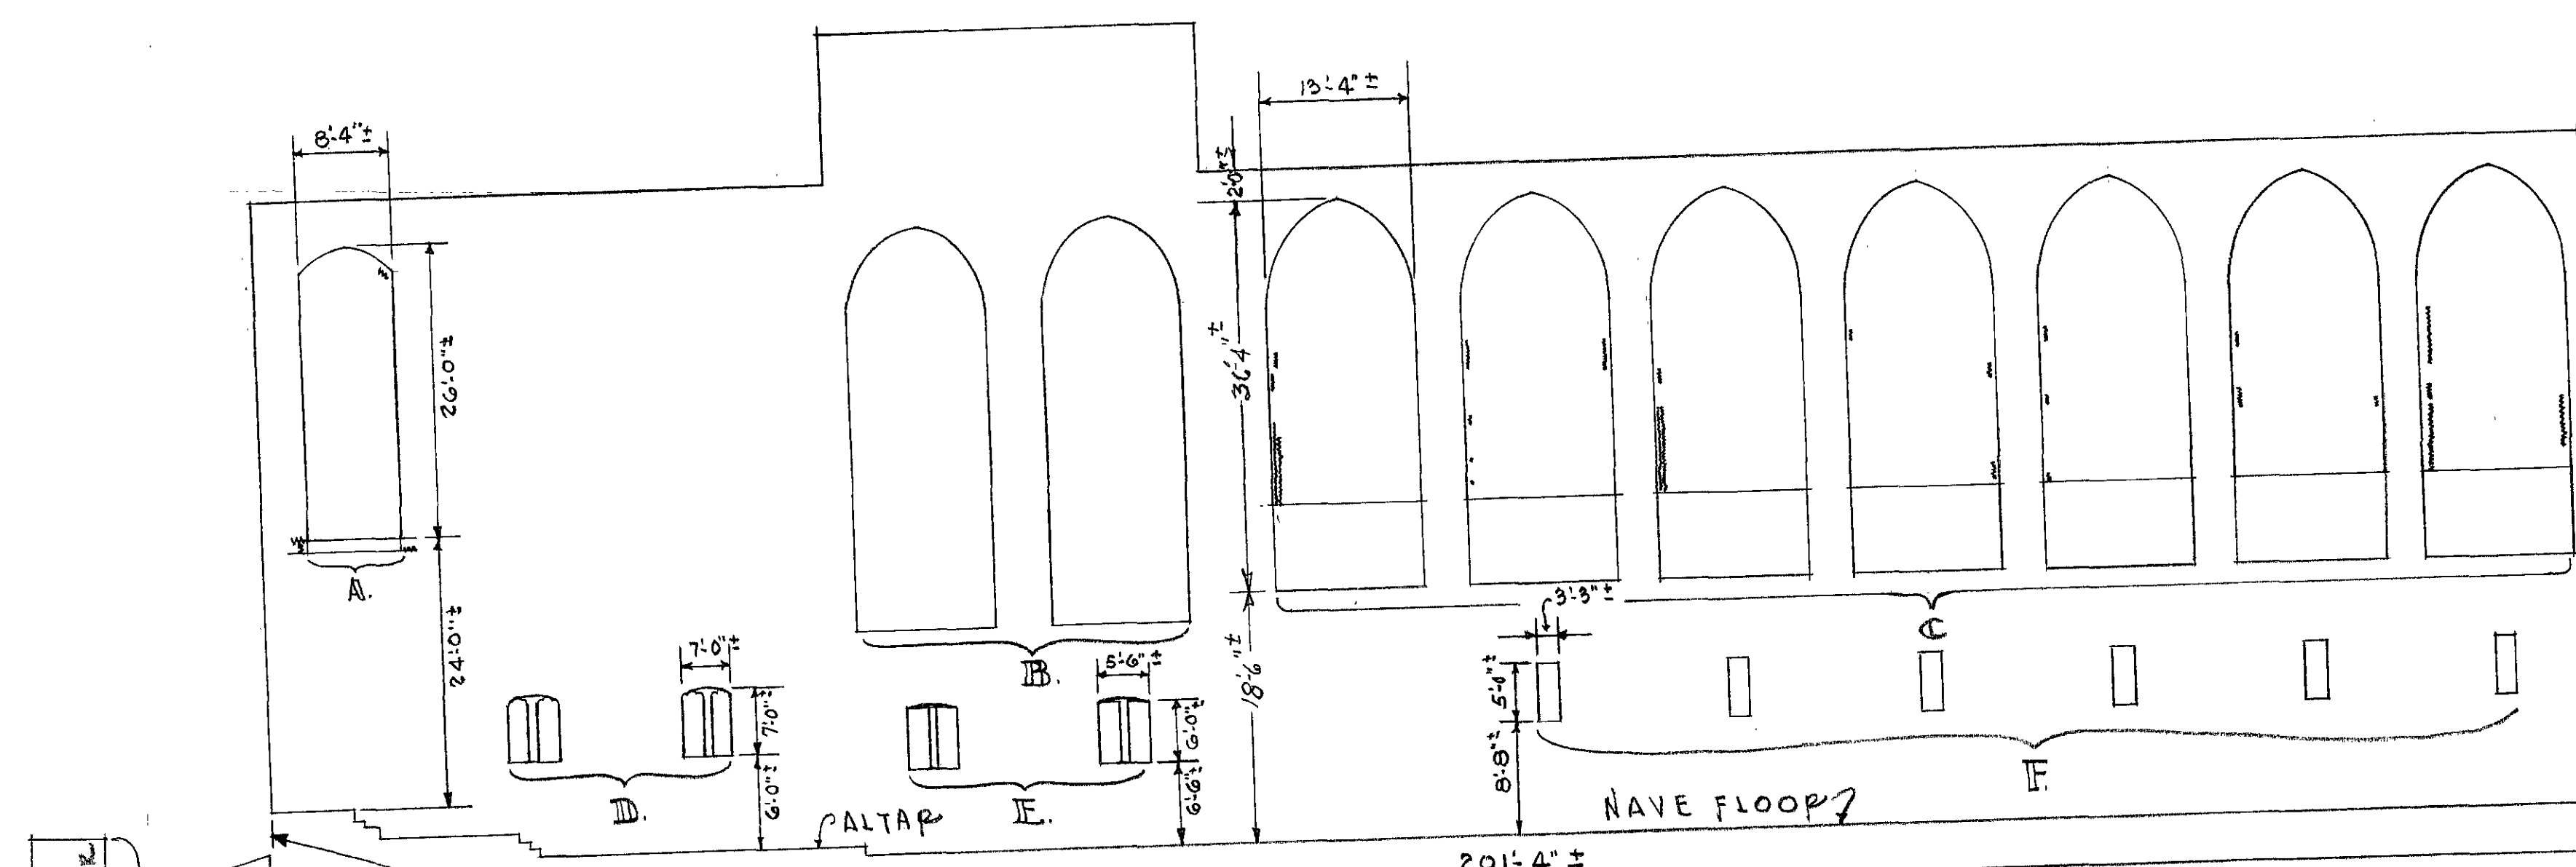 13'-4" ±
8'-4" ±
2'-0" ±
26'-0" ±
36'-4" ±
A.
3'-3" ±
C
24'-0" ±
7'-0" ±
B.
5'-6" ±
18'-6" ±
5'-0" ±
7'-0" ±
6'-0" ±
8'-8" ±
F.
D.
6'-0" ±
E.
6'-6" ±
ALTAR
NAVE FLOOR
201'-4" ±
R